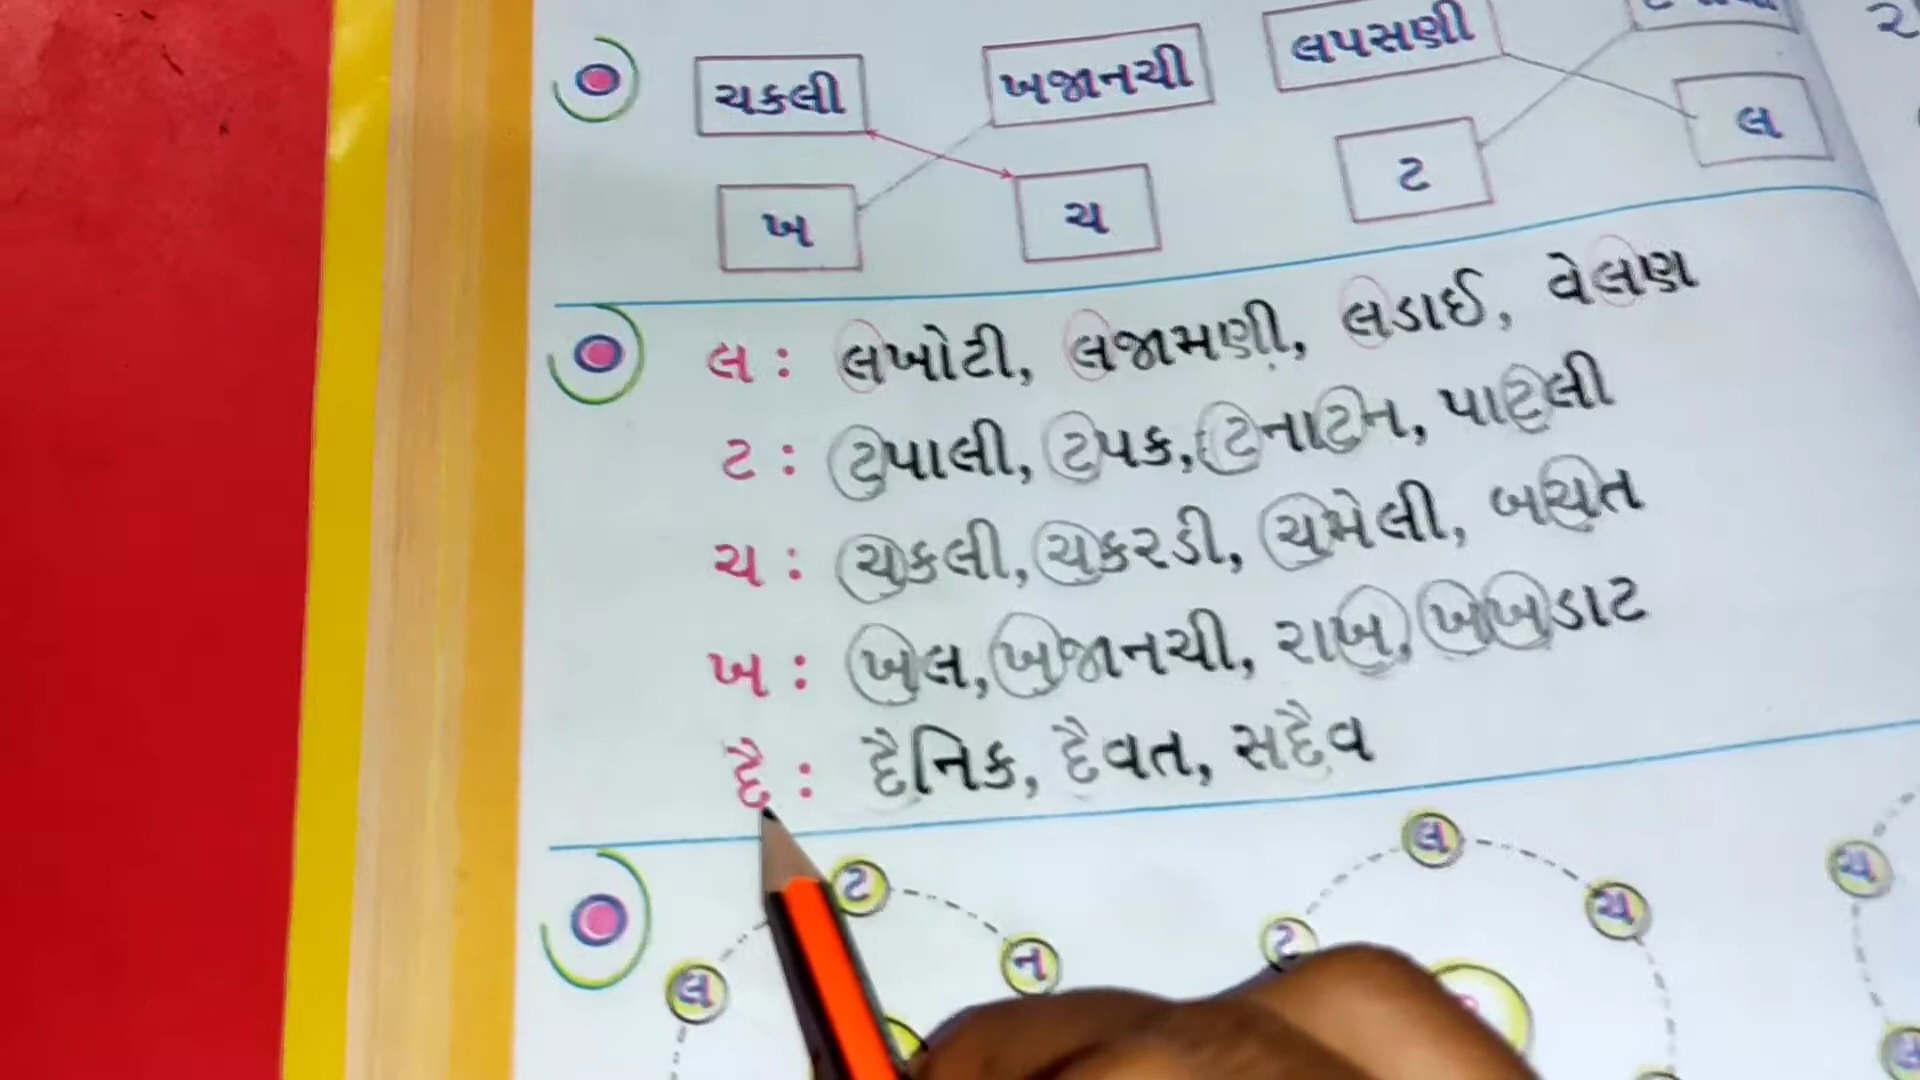 ચકલી ખજાનચી લપસણી
ખ ચ ટ લ
લ : લખોટી, લજામણી, લડાઈ, વેલણ
ટ : ટપાલી, ટપક, ટનાટન, પાટલી
ચ : ચકલી, ચકરડી, ચમેલી, બચત
ખ : ખલ, ખજાનચી, રાખ, ખખડાટ
દૈ : દૈનિક, દૈવત, સદૈવ
ટ લ ચ ચ
લ ન ટ